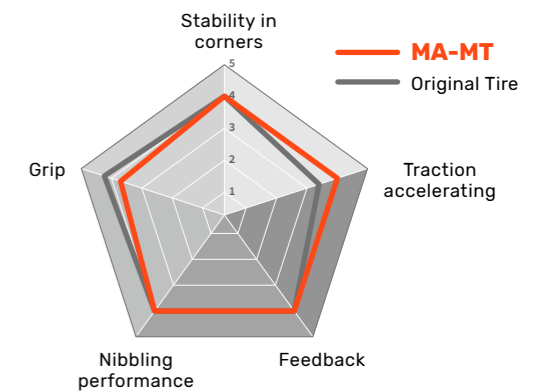 Stability in
corners
MA-MT
Original Tire
5
4
3
2
1
Grip
Traction
accelerating
Nibbling
performance
Feedback